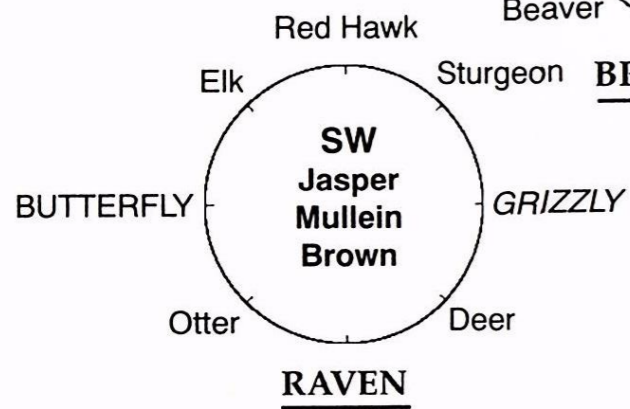 Beaver
Red Hawk
Elk
Sturgeon
SW
Jasper
Mullein
Brown
BUTTERFLY
GRIZZLY
Otter
Deer
RAVEN